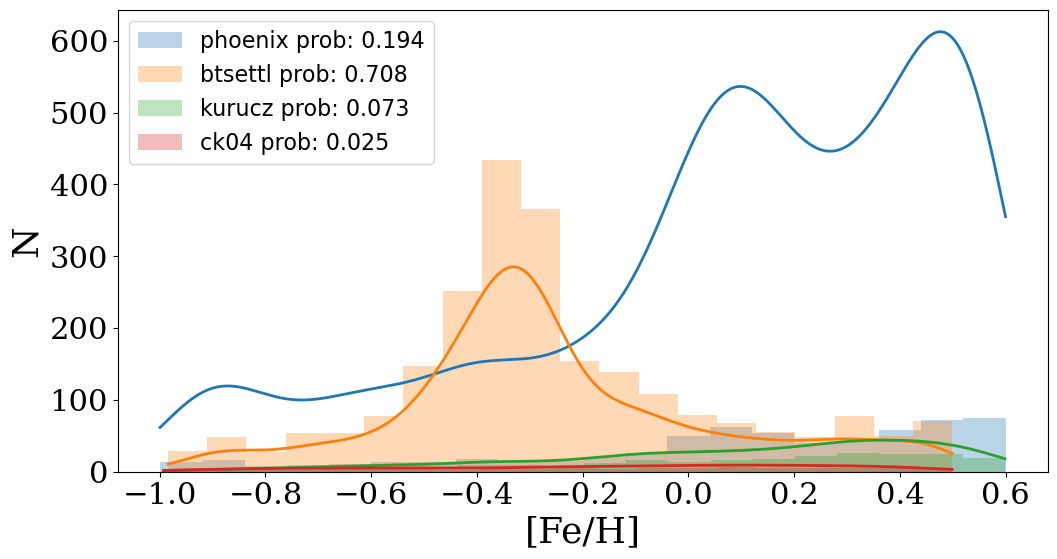 phoenix prob: 0.194
btsettl prob: 0.708
kurucz prob: 0.073
ck04 prob: 0.025
600
500
400
300
200
100
0
N
−1.0 −0.8 −0.6 −0.4 −0.2 0.0 0.2 0.4 0.6
[Fe/H]